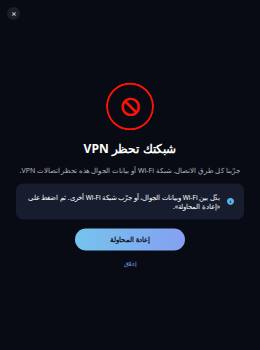 شبكتك تحظر VPN
جرّبنا كل طرق الاتصال. شبكة Wi-Fi أو بيانات الجوال هذه تحظر اتصالات VPN.
بدّل بين Wi-Fi وبيانات الجوال، أو جرّب شبكة Wi-Fi أخرى. ثم اضغط على
«إعادة المحاولة».
إعادة المحاولة
إغلاق